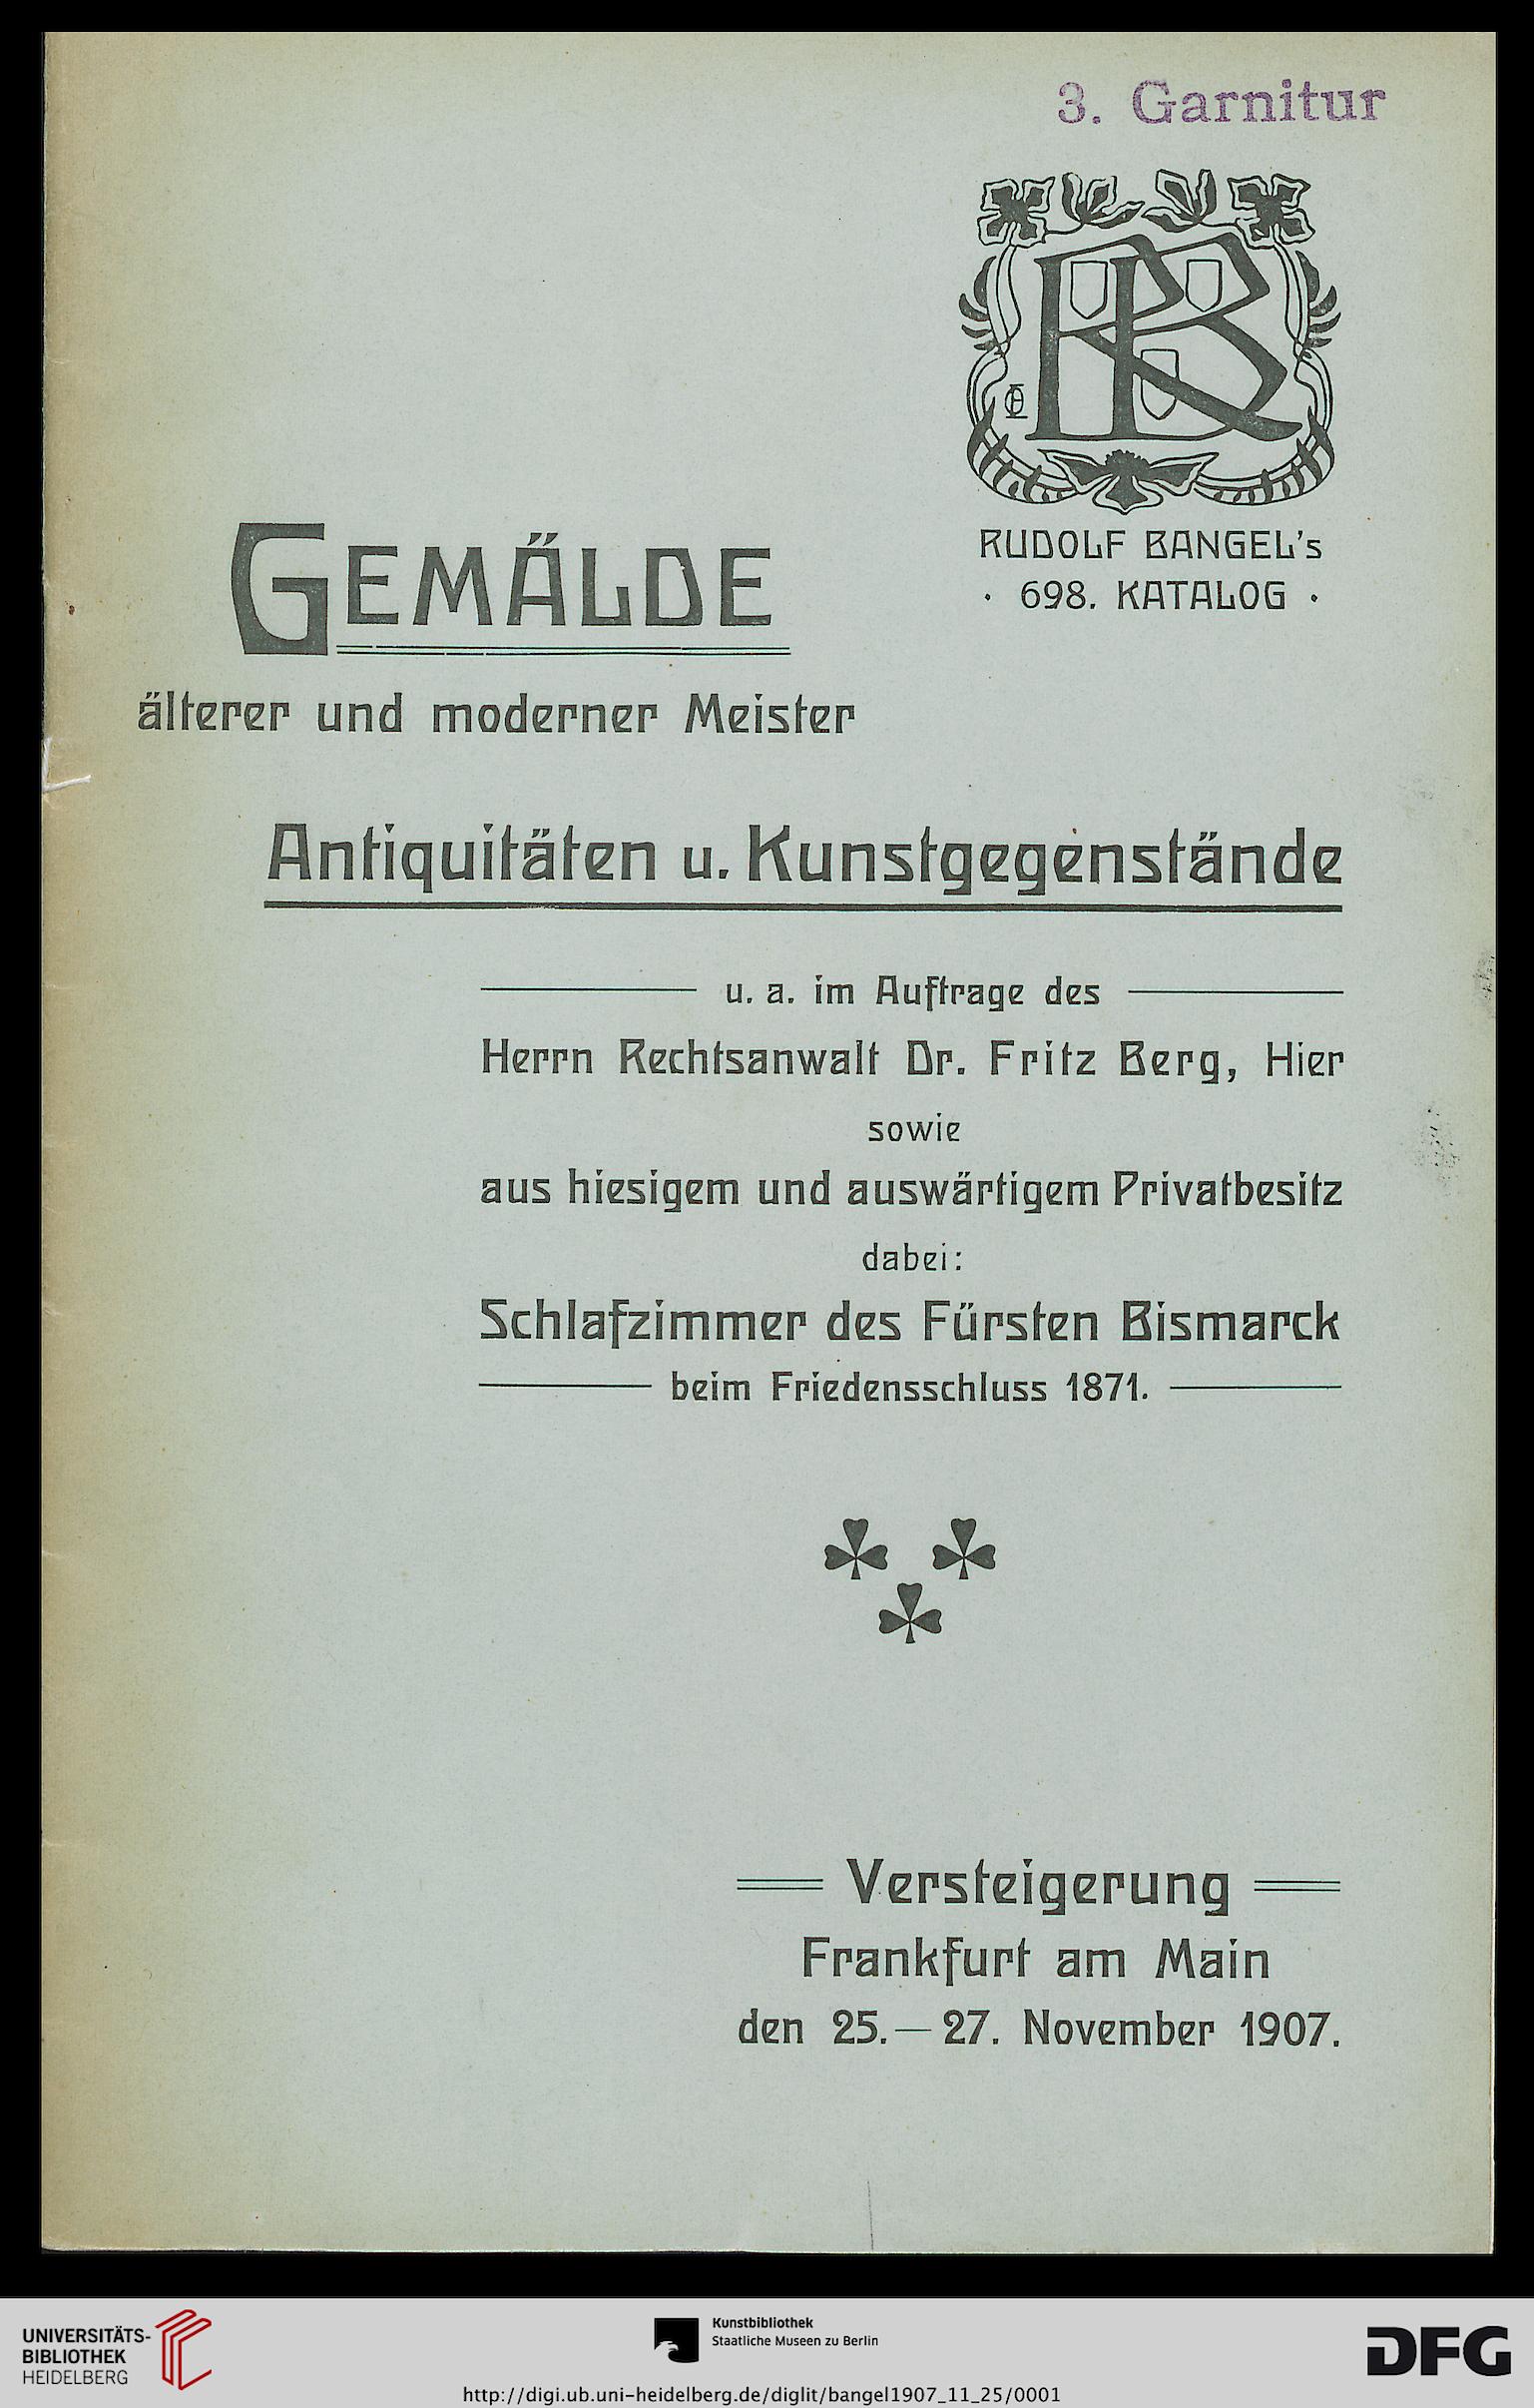 3. Garnitur
RB
RUDOLF BANGEL's
· 698. KATALOG ·
GEMÄLDE
älterer und moderner Meister
Antiquitäten u. Kunstgegenstände
u. a. im Auftrage des
Herrn Rechtsanwalt Dr. Fritz Berg, Hier
sowie
aus hiesigem und auswärtigem Privatbesitz
dabei:
Schlafzimmer des Fürsten Bismarck
beim Friedensschluss 1871.
Versteigerung
Frankfurt am Main
den 25.—27. November 1907.
UNIVERSITÄTS-
BIBLIOTHEK
HEIDELBERG
Kunstbibliothek
Staatliche Museen zu Berlin
DFG
http://digi.ub.uni-heidelberg.de/diglit/bangel1907_11_25/0001